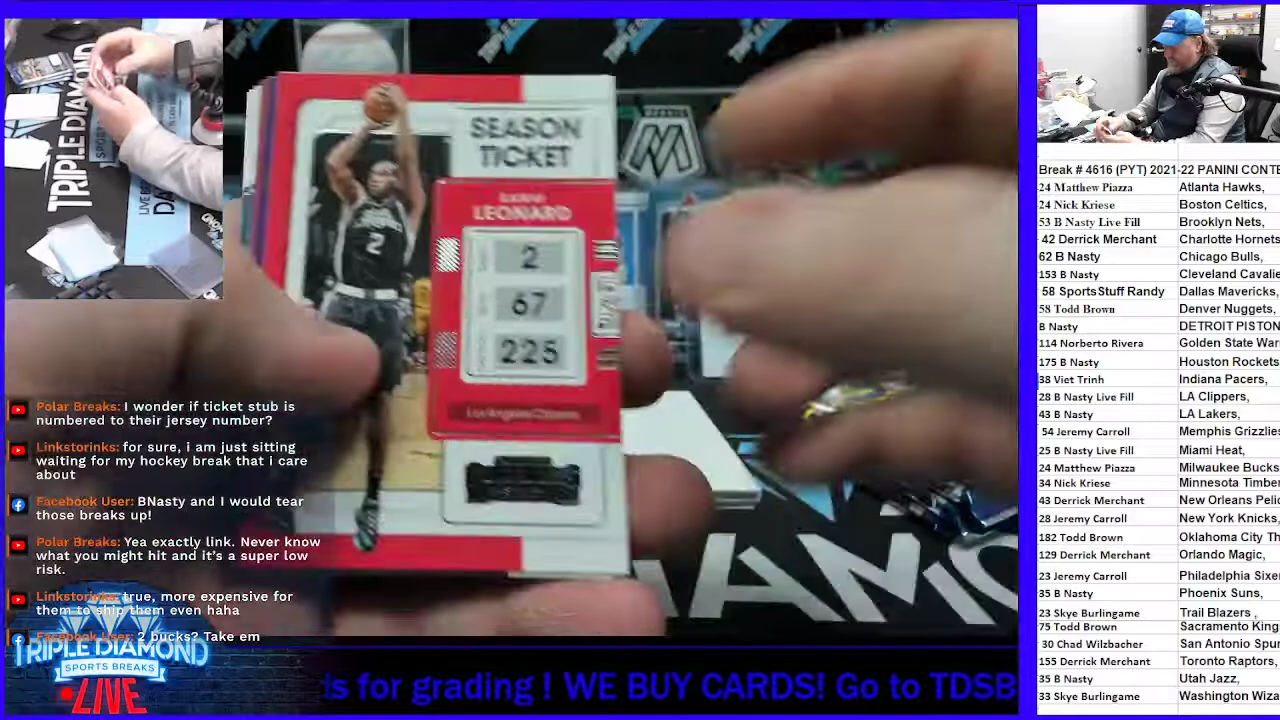 SEASON
TICKET
LEONARD
2
67
225
Los Angeles Clippers
TRIPLE DIAMOND
Polar Breaks: I wonder if ticket stub is
numbered to their jersey number?
Linkstorinks: for sure, i am just sitting
waiting for my hockey break that i care
about
Facebook User: BNasty and I would tear
those breaks up!
Polar Breaks: Yea exactly link. Never know
what you might hit and it's a super low
risk.
Linkstorinks: true, more expensive for
them to ship them even haha
Facebook User: 2 bucks? Take em
TRIPLE DIAMOND
SPORTS BREAKS
LIVE
is for grading WE RDS! Go t
Break # 4616 (PYT) 2021-22 PANINI CONTE
24 Matthew Piazza Atlanta Hawks,
24 Nick Kriese Boston Celtics,
53 B Nasty Live Fill Brooklyn Nets,
42 Derrick Merchant Charlotte Hornets
62 B Nasty Chicago Bulls,
153 B Nasty Cleveland Cavalie
58 SportsStuff Randy Dallas Mavericks,
58 Todd Brown Denver Nuggets,
B Nasty DETROIT PISTON
114 Norberto Rivera Golden State War
175 B Nasty Houston Rockets
38 Viet Trinh Indiana Pacers,
28 B Nasty Live Fill LA Clippers,
43 B Nasty LA Lakers,
54 Jeremy Carroll Memphis Grizzlie
25 B Nasty Live Fill Miami Heat,
24 Matthew Piazza Milwaukee Bucks
34 Nick Kriese Minnesota Timber
43 Derrick Merchant New Orleans Peli
28 Jeremy Carroll New York Knicks,
182 Todd Brown Oklahoma City Th
129 Derrick Merchant Orlando Magic,
23 Jeremy Carroll Philadelphia Sixe
35 B Nasty Phoenix Suns,
23 Skye Burlingame Trail Blazers ,
75 Todd Brown Sacramento King
30 Chad Wildman San Antonio Spu
Toronto Raptors
35 B Nasty Utah Jazz,
33 Skye Burlingame Washington Wiza